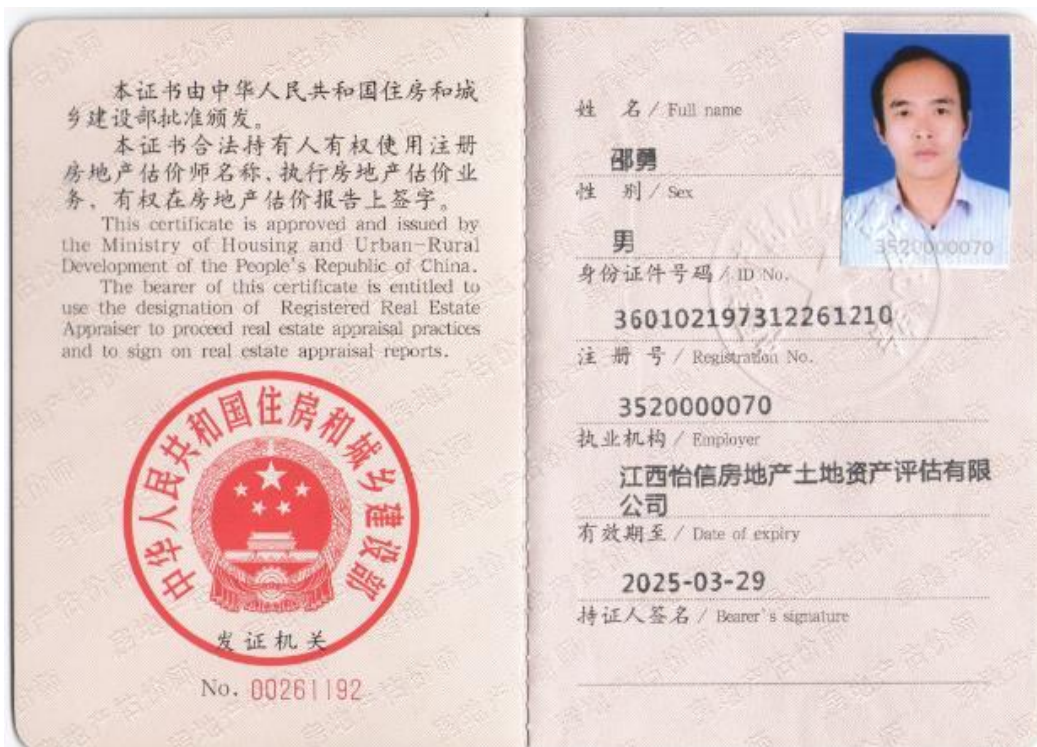 本证书由中华人民共和国住房和城
乡建设部批准颁发。
本证书合法持有人有权使用注册
房地产估价师名称、执行房地产估价业
务，有权在房地产估价报告上签字。
This certificate is approved and issued by
the Ministry of Housing and Urban-Rural
Development of the People's Republic of China.
The bearer of this certificate is entitled to
use the designation of Registered Real Estate
Appraiser to proceed real estate appraisal practices
and to sign on real estate appraisal reports.
中华人民共和国住房和城乡建设部
发证机关
No. 00261192
姓 名 / Full name
邵勇
性 别 / Sex
男
3520000070
身份证件号码 / ID No.
360102197312261210
注 册 号 / Registration No.
3520000070
执业机构 / Employer
江西怡信房地产土地资产评估有限
公司
有效期至 / Date of expiry
2025-03-29
持证人签名 / Bearer's signature